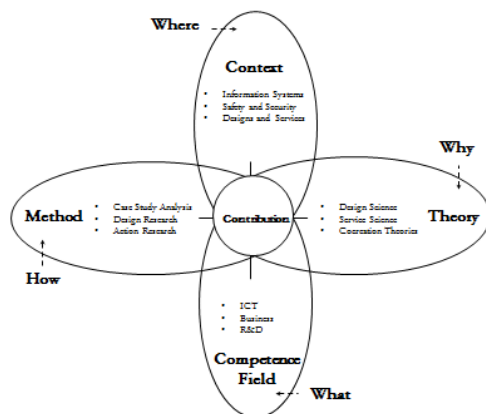 Where
Context
• Information Systems
• Safety and Security
• Designs and Services
Why
Method
• Case Study Analysis
• Design Research
• Action Research
Contribution
• Design Science
• Service Science
• Cocreation Theories
Theory
How
• ICT
• Business
• R&D
Competence
Field
What